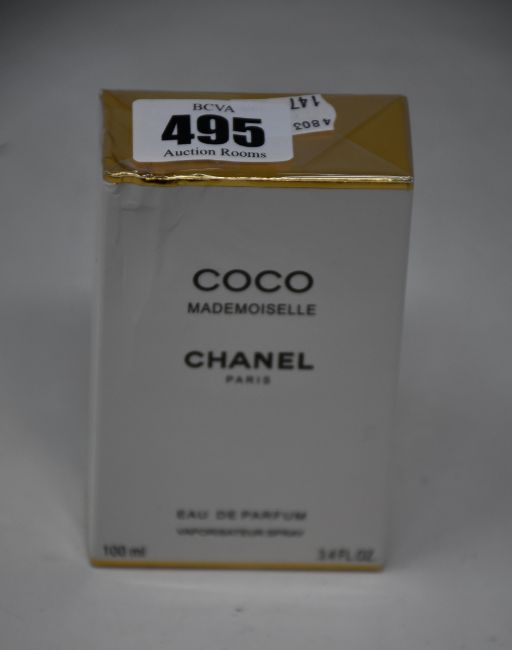 BCVA
495
Auction Rooms
147
4803
COCO
MADEMOISELLE
CHANEL
PARIS
EAU DE PARFUM
VAPORISATEUR SPRAY
100 ml
3.4 FL. OZ.